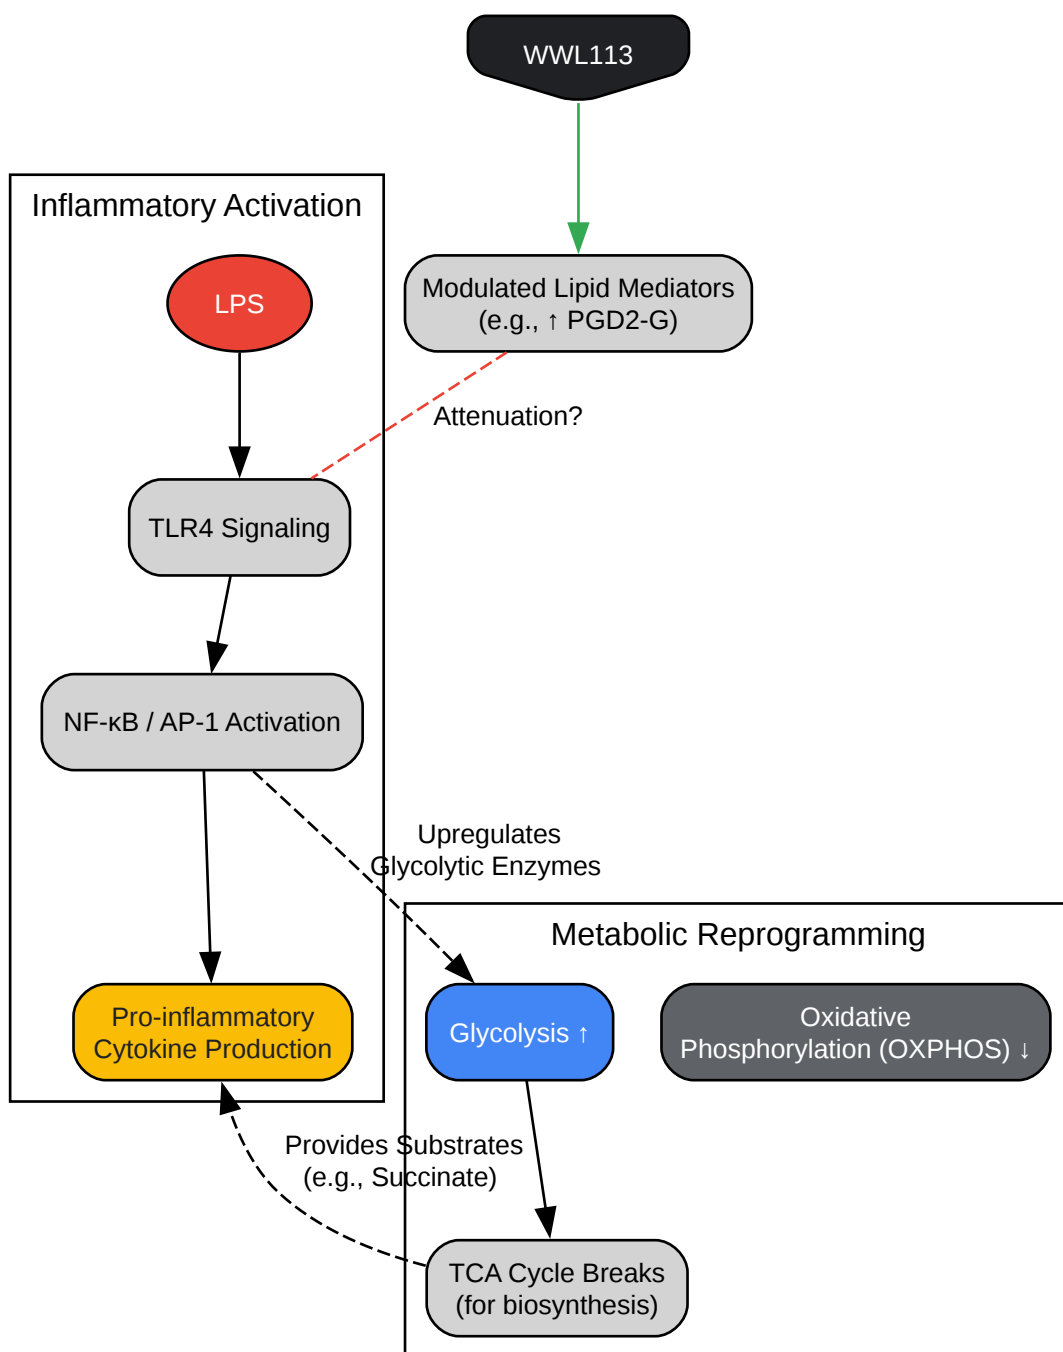 WWL113
Inflammatory Activation
LPS
Modulated Lipid Mediators
(e.g., ↑ PGD2-G)
Attenuation?
TLR4 Signaling
NF-κB / AP-1 Activation
Upregulates
Glycolytic Enzymes
Metabolic Reprogramming
Pro-inflammatory
Cytokine Production
Glycolysis ↑
Oxidative
Phosphorylation (OXPHOS) ↓
Provides Substrates
(e.g., Succinate)
TCA Cycle Breaks
(for biosynthesis)